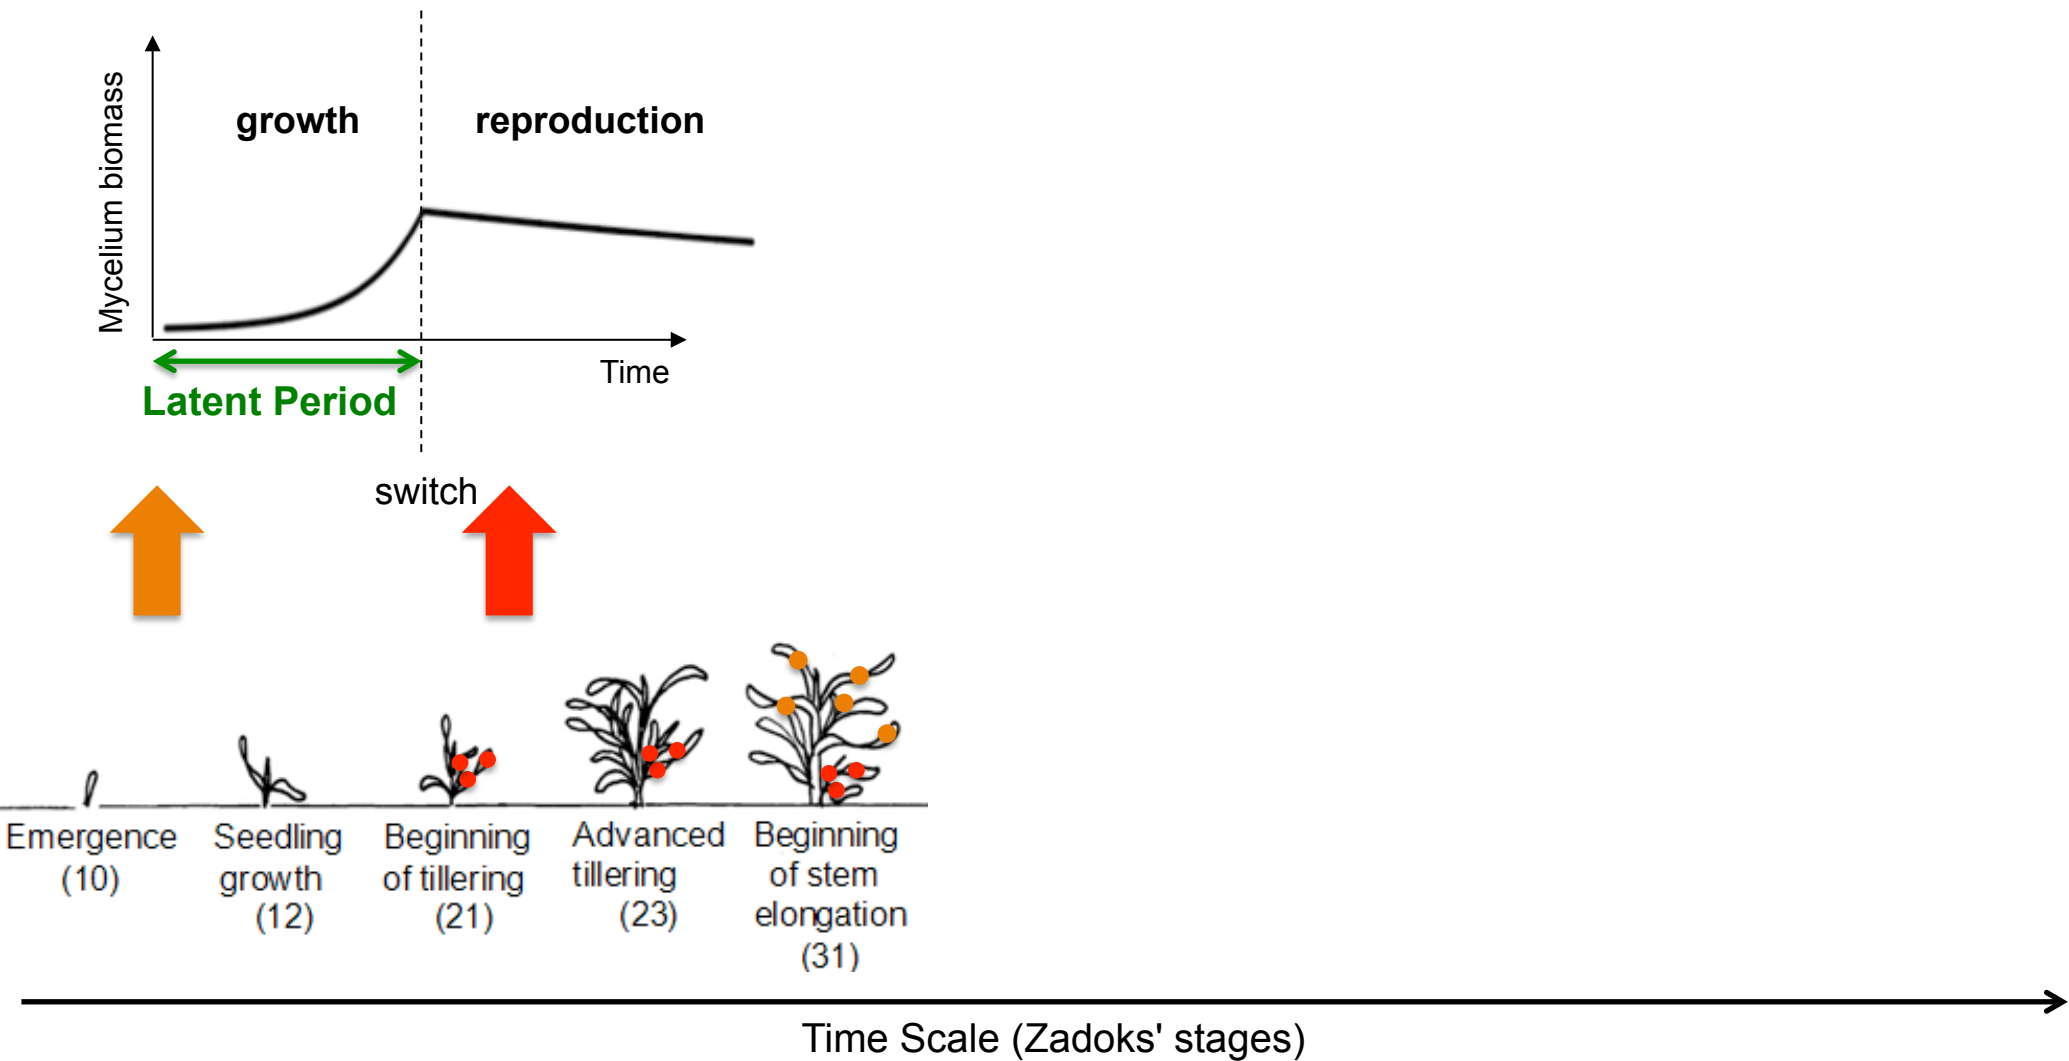 Mycelium biomass
growth
reproduction
Time
Latent Period
switch
Emergence
(10)
Seedling
growth
(12)
Beginning
of tillering
(21)
Advanced
tillering
(23)
Beginning
of stem
elongation
(31)
Time Scale (Zadoks' stages)